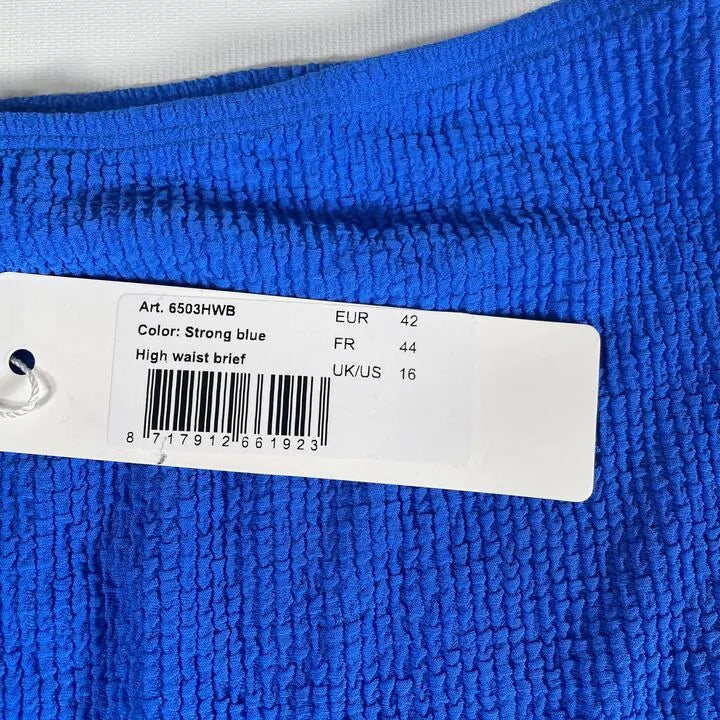 Art. 6503HWB
Color: Strong blue
High waist brief
EUR 42
FR 44
UK/US 16
8 717912 661923